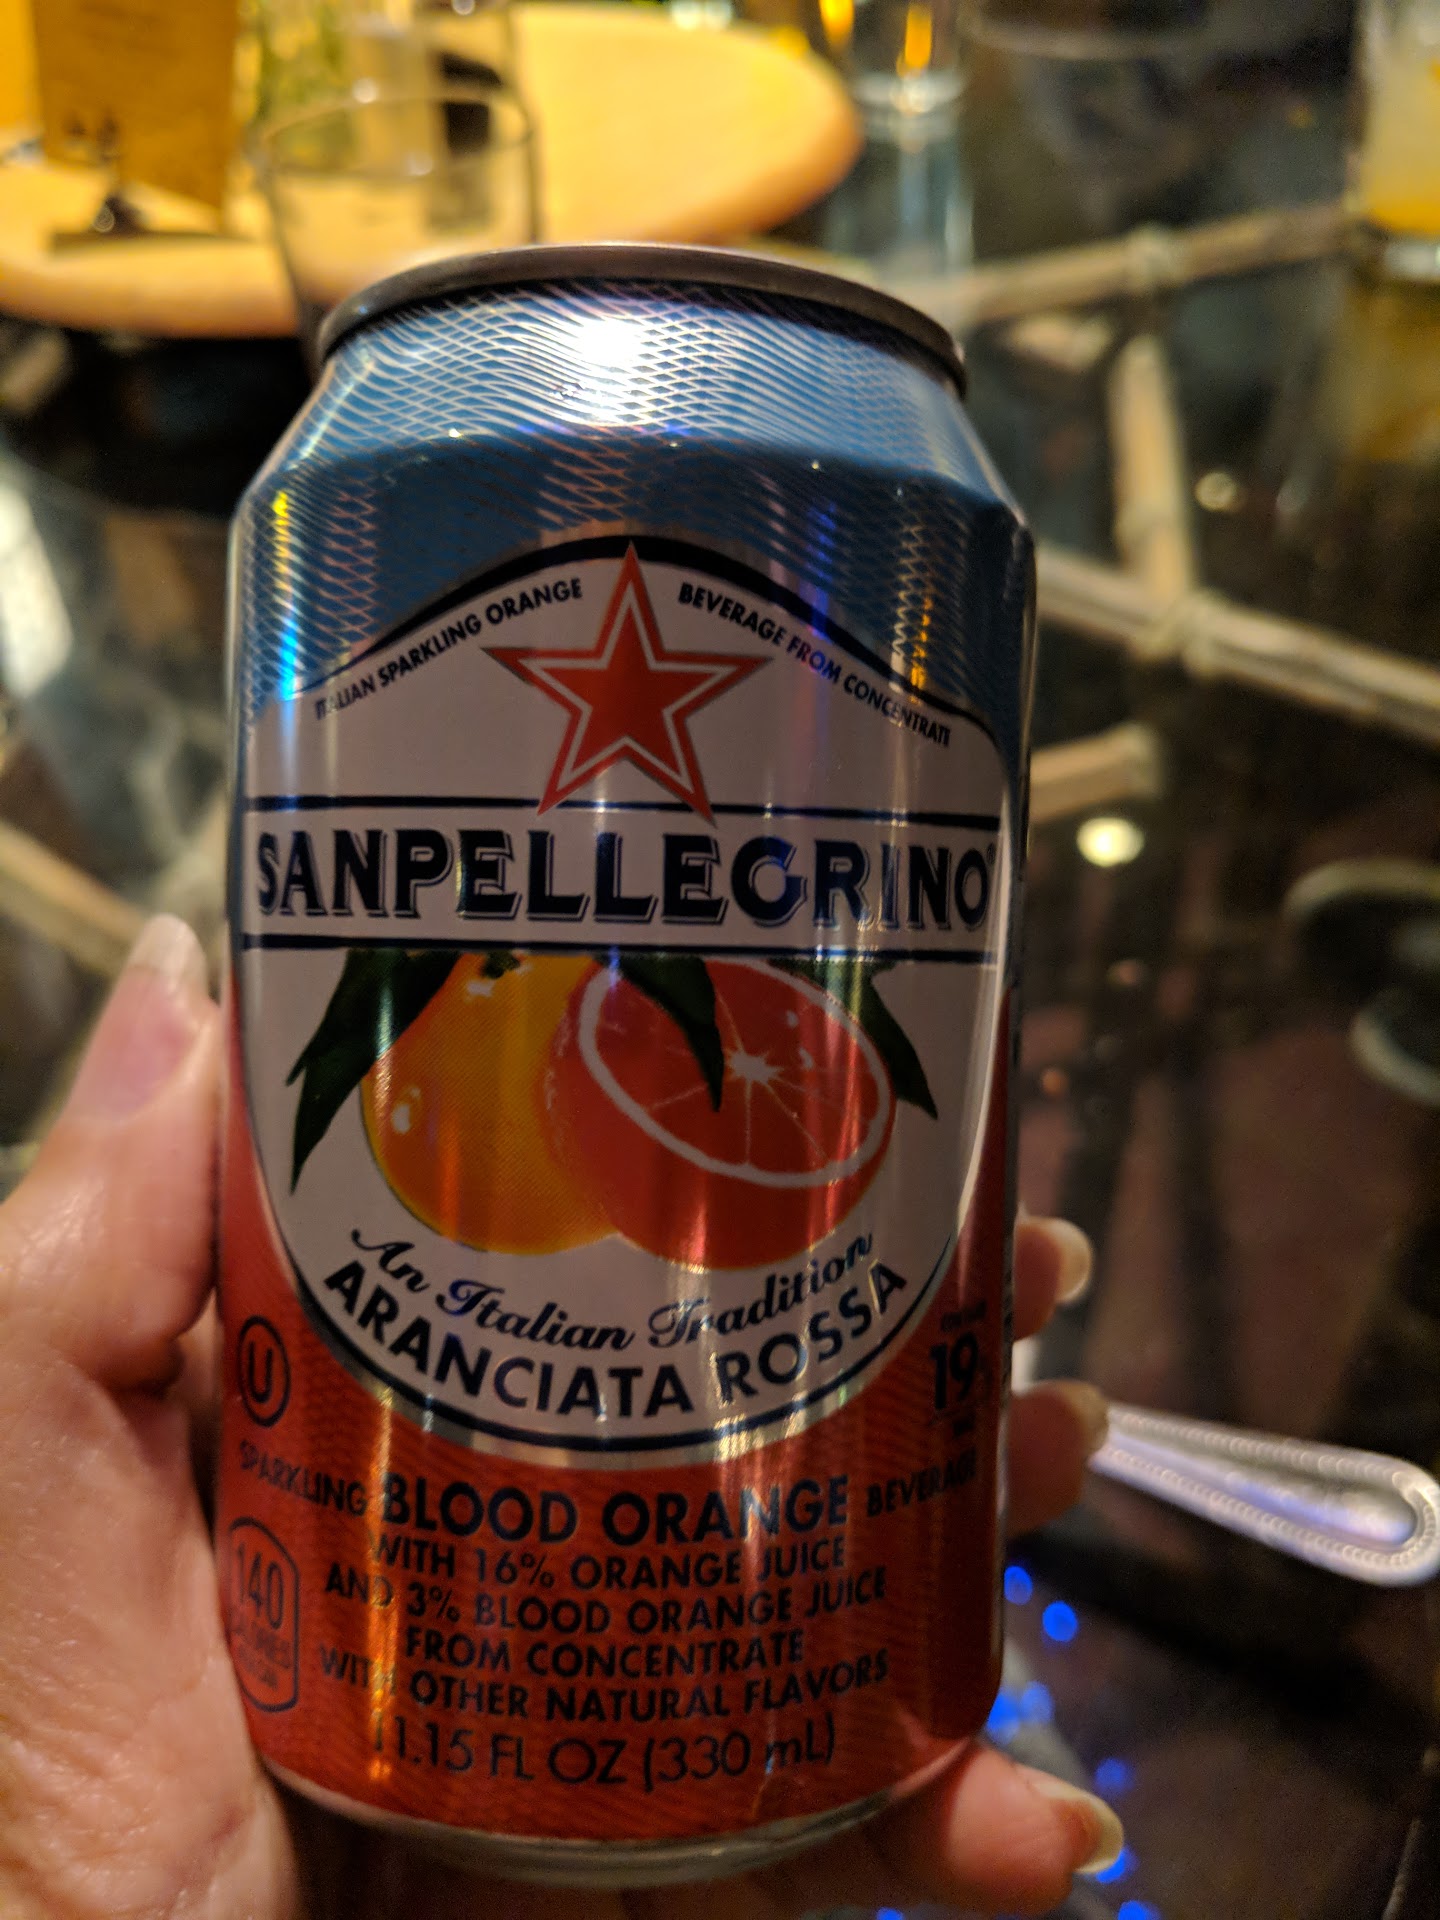 ITALIAN SPARKLING ORANGE BEVERAGE FROM CONCENTRATE
SANPELLEGRINO®
An Italian Tradition
ARANCIATA ROSSA
U
19
SPARKLING BLOOD ORANGE BEVERAGE
WITH 16% ORANGE JUICE
AND 3% BLOOD ORANGE JUICE
FROM CONCENTRATE
WITH OTHER NATURAL FLAVORS
11.15 FL OZ (330 mL)
140
CALORIES